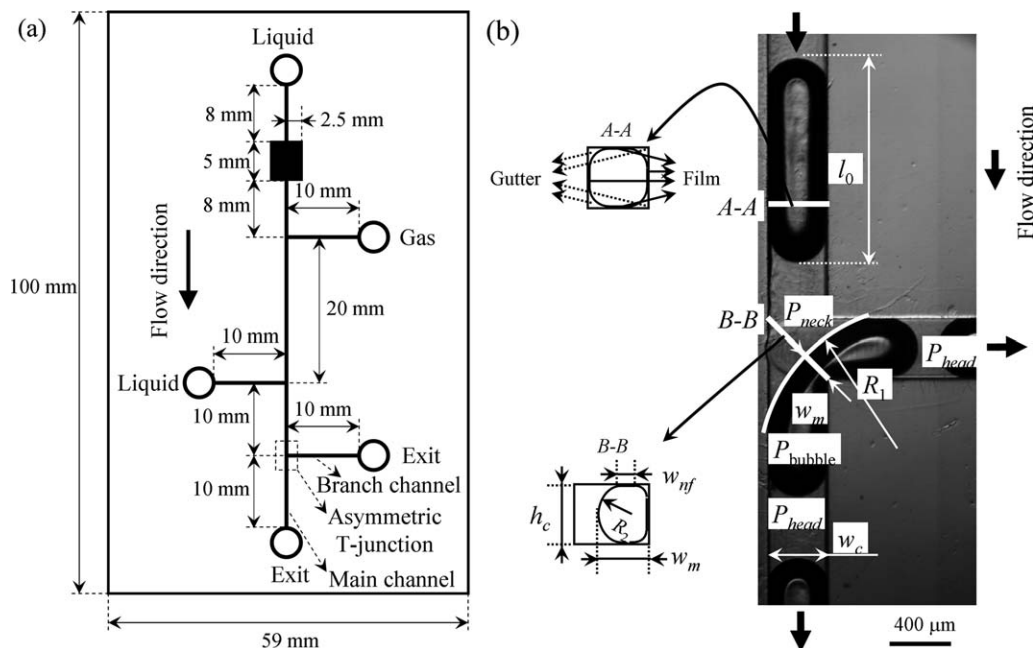 (a)
Liquid
8 mm
2.5 mm
5 mm
8 mm
10 mm
Gas
Flow direction
100 mm
20 mm
10 mm
Liquid
10 mm
10 mm
Exit
Branch channel
10 mm
Asymmetric
T-junction
Exit
Main channel
59 mm
(b)
A-A
Gutter
Film
A-A
l0
Flow direction
B-B
Pneck
Phead
R1
wm
Pbubble
B-B
wnf
hc
R2
wm
Phead
wc
400 μm